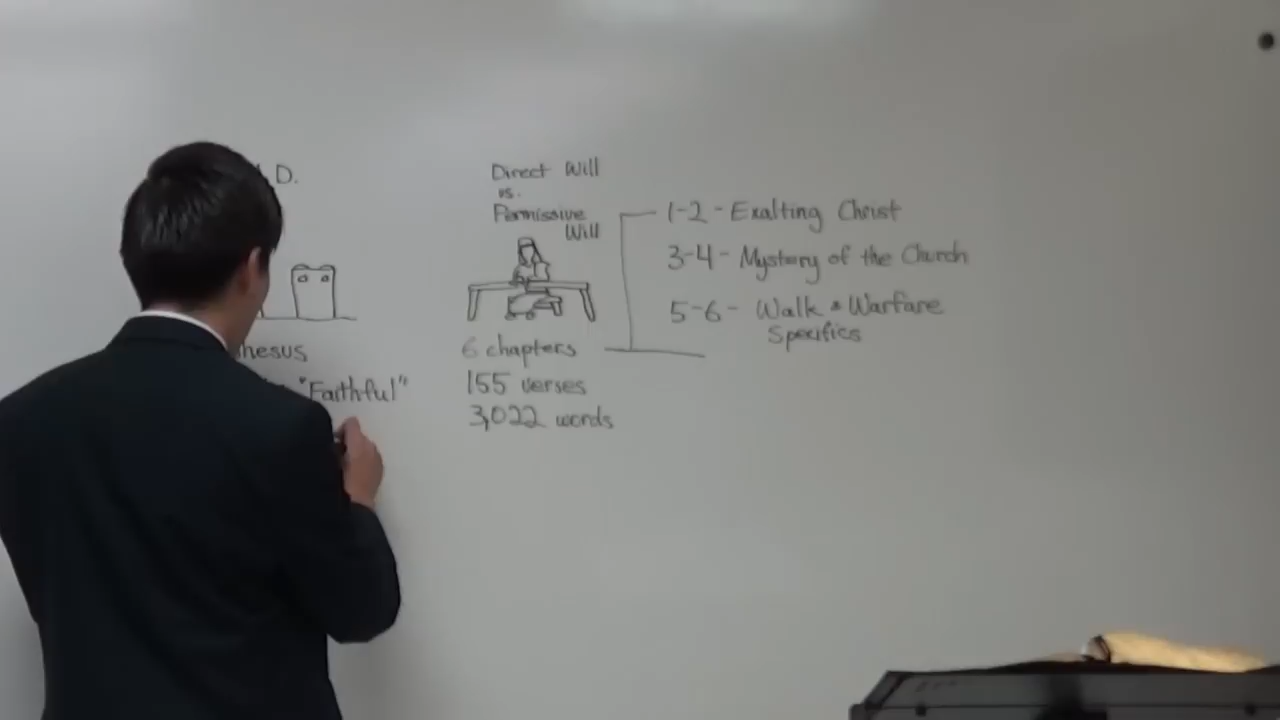 A.D.
hesus
"Faithful"
Direct Will
vs.
Permissive
Will
6 chapters
155 verses
3,022 words
1-2 - Exalting Christ
3-4 - Mystery of the Church
5-6 - Walk & Warfare
Specifics